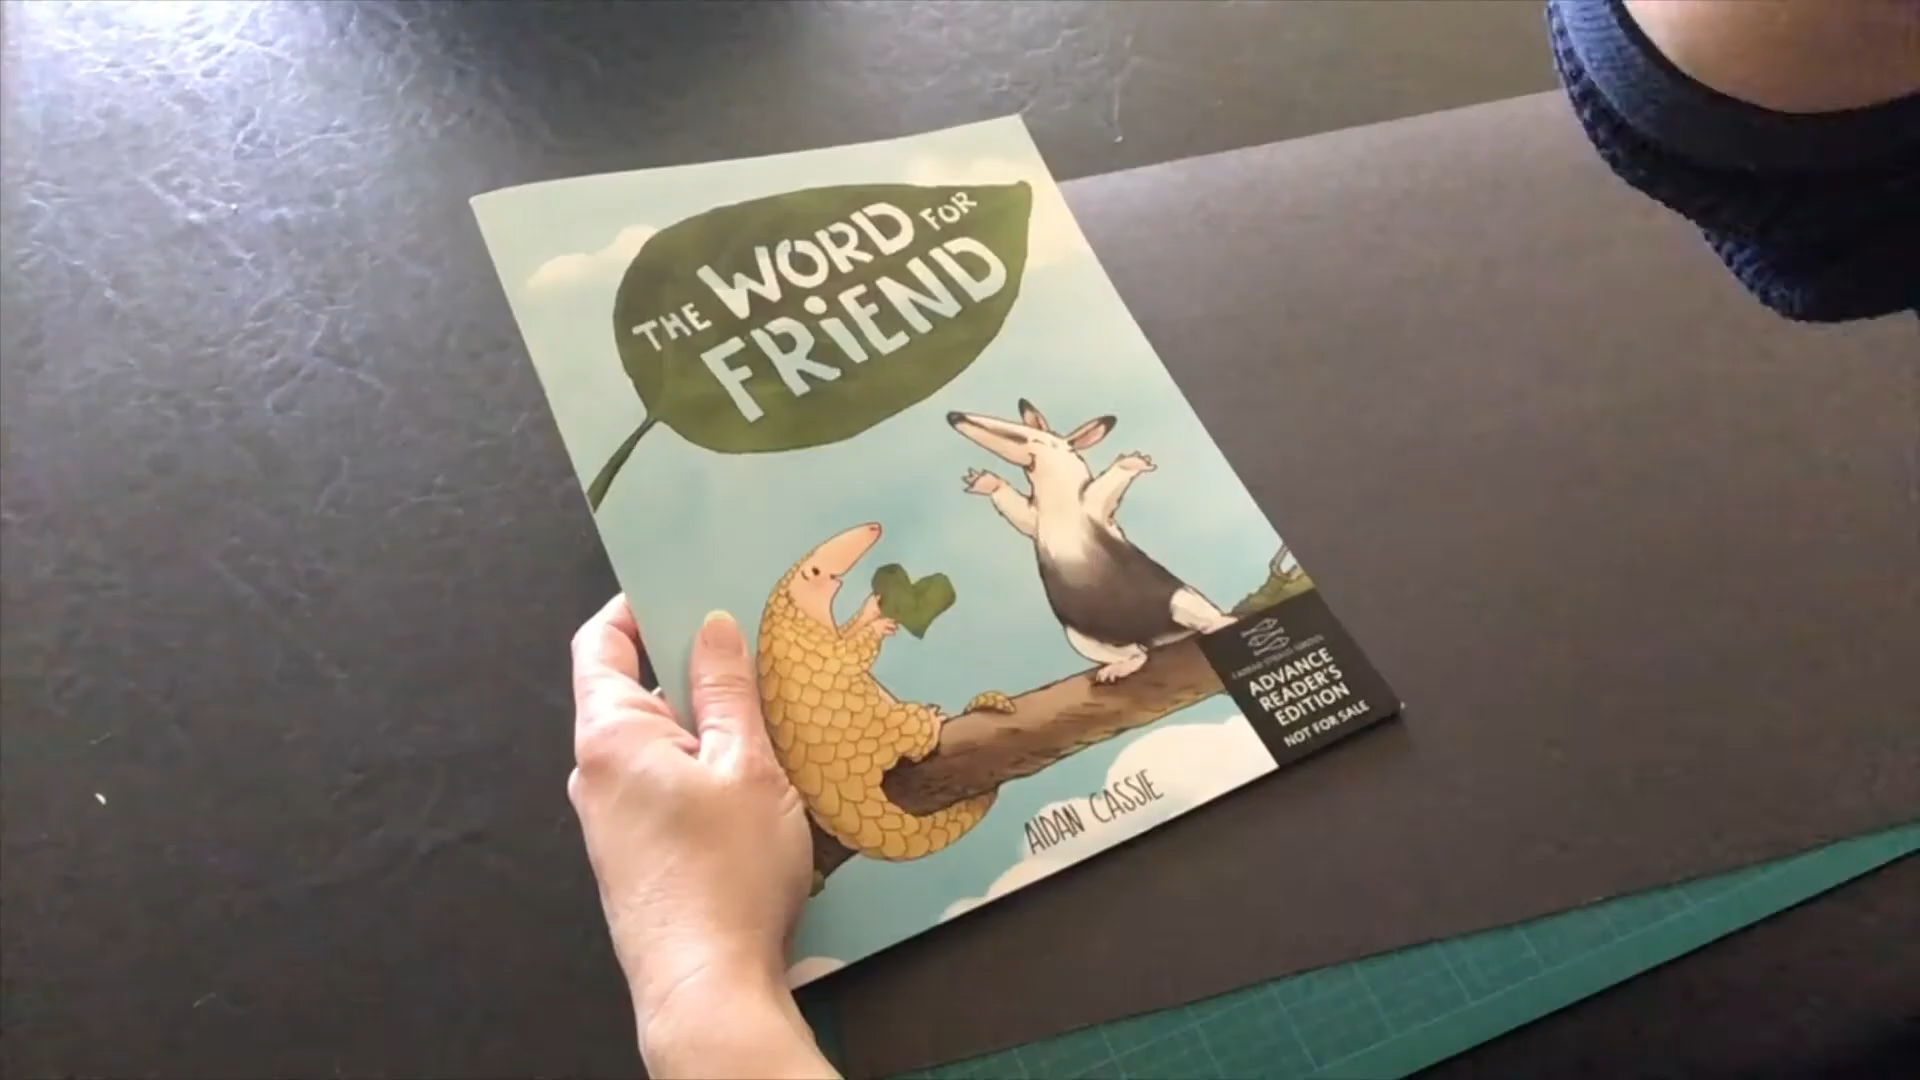 THE WORD FOR
FRiEND
ADVANCE
READER'S
EDITION
NOT FOR SALE
AIDAN CASSIE